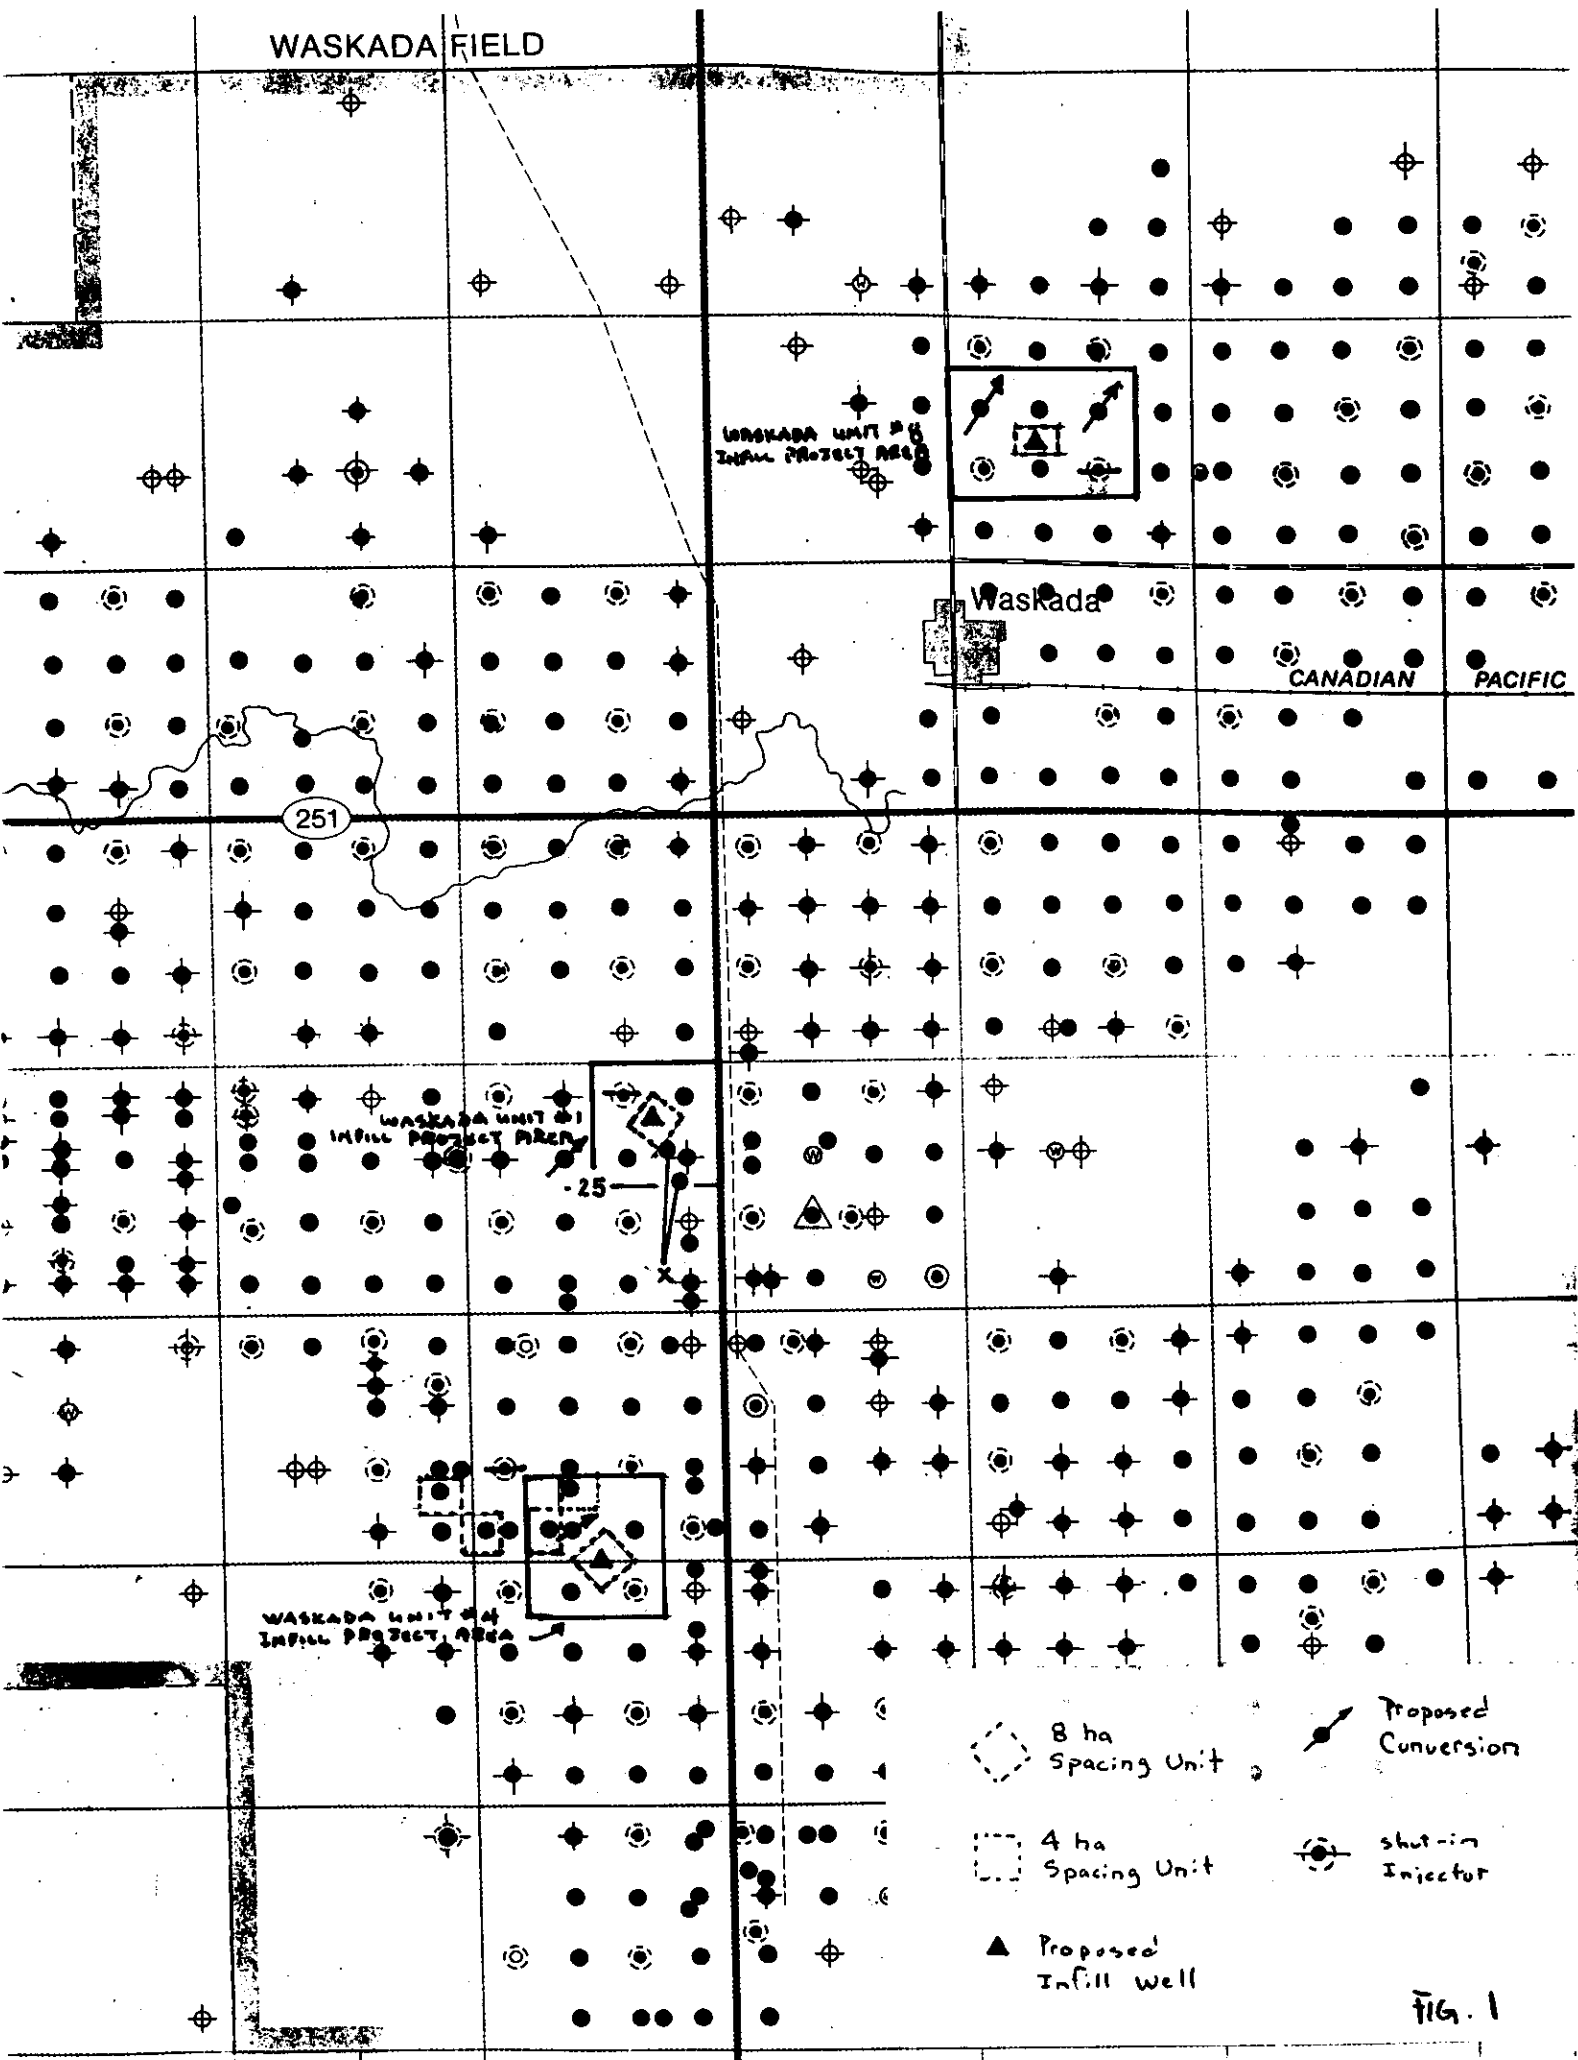 WASKADA FIELD
WASKADA UNIT #8
INFILL PROJECT AREA
Waskada
CANADIAN PACIFIC
251
WASKADA UNIT #1
INFILL PROJECT AREA
-25
WASKADA UNIT #4
INFILL PROJECT AREA
8 ha
Spacing Unit
Proposed
Conversion
4 ha
Spacing Unit
shut-in
Injector
Proposed
Infill Well
FIG. 1